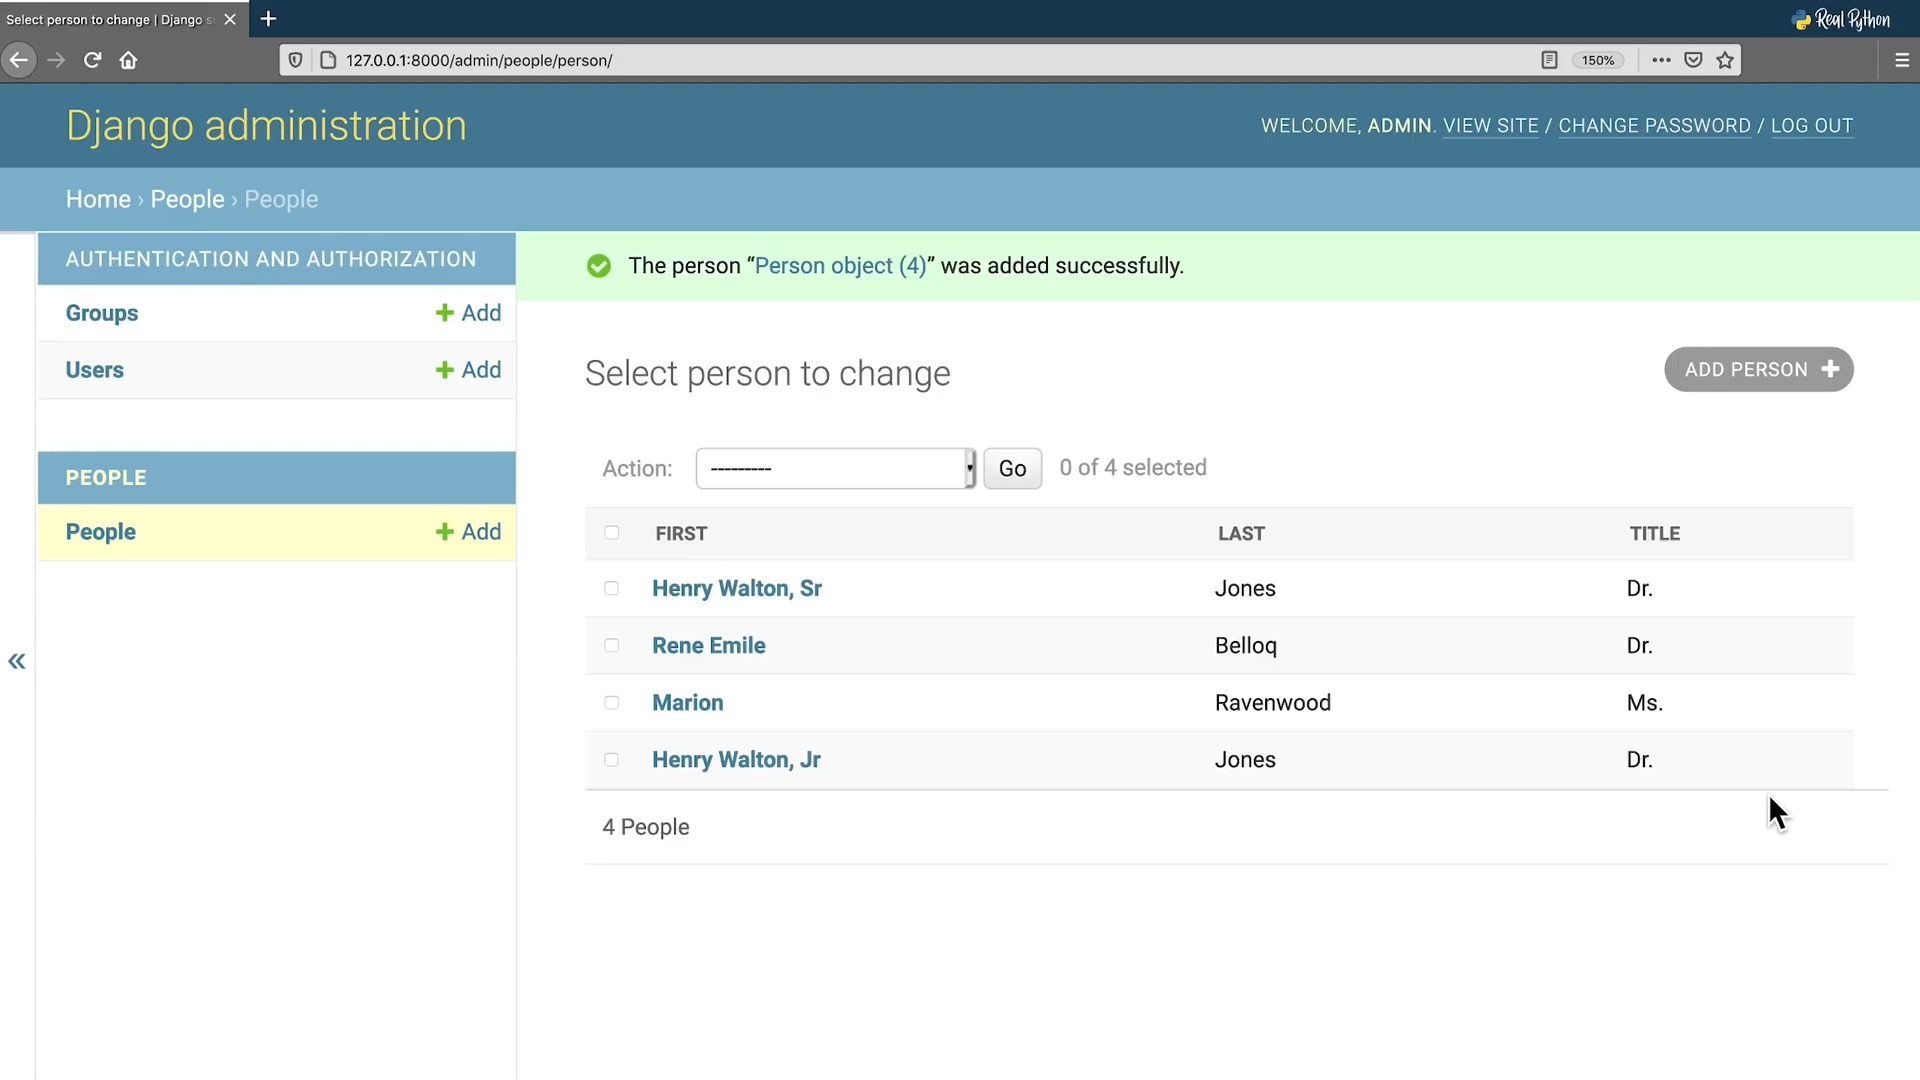 Select person to change | Django si
Real Python
127.0.0.1:8000/admin/people/person/
150%
Django administration
WELCOME, ADMIN. VIEW SITE / CHANGE PASSWORD / LOG OUT
Home › People › People
AUTHENTICATION AND AUTHORIZATION
Groups + Add
Users + Add
PEOPLE
People + Add
The person “Person object (4)” was added successfully.
Select person to change
ADD PERSON +
Action: --------- Go 0 of 4 selected
FIRST LAST TITLE
Henry Walton, Sr Jones Dr.
Rene Emile Belloq Dr.
Marion Ravenwood Ms.
Henry Walton, Jr Jones Dr.
4 People
«